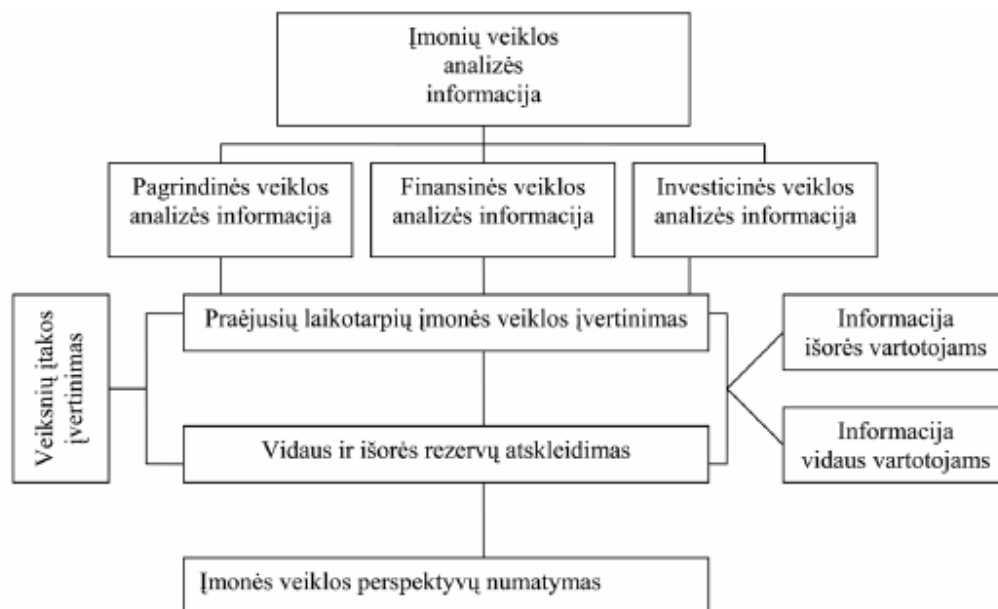 Įmonių veiklos
analizės
informacija
Pagrindinės veiklos
analizės informacija
Finansinės veiklos
analizės informacija
Investicinės veiklos
analizės informacija
Veiksnių įtakos
įvertinimas
Praėjusių laikotarpių įmonės veiklos įvertinimas
Informacija
išorės vartotojams
Vidaus ir išorės rezervų atskleidimas
Informacija
vidaus vartotojams
Įmonės veiklos perspektyvų numatymas